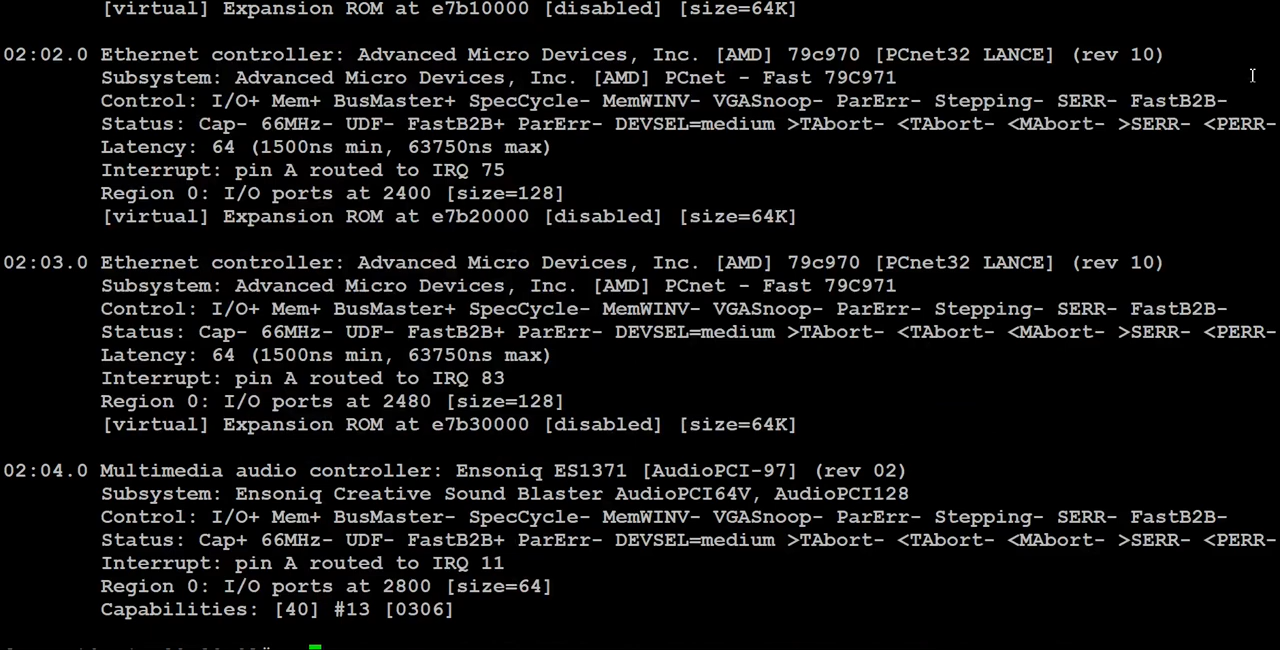 [virtual] Expansion ROM at e7b10000 [disabled] [size=64K]
02:02.0 Ethernet controller: Advanced Micro Devices, Inc. [AMD] 79c970 [PCnet32 LANCE] (rev 10)
Subsystem: Advanced Micro Devices, Inc. [AMD] PCnet - Fast 79C971
Control: I/O+ Mem+ BusMaster+ SpecCycle- MemWINV- VGASnoop- ParErr- Stepping- SERR- FastB2B-
Status: Cap- 66MHz- UDF- FastB2B+ ParErr- DEVSEL=medium >TAbort- <TAbort- <MAbort- >SERR- <PERR-
Latency: 64 (1500ns min, 63750ns max)
Interrupt: pin A routed to IRQ 75
Region 0: I/O ports at 2400 [size=128]
[virtual] Expansion ROM at e7b20000 [disabled] [size=64K]
02:03.0 Ethernet controller: Advanced Micro Devices, Inc. [AMD] 79c970 [PCnet32 LANCE] (rev 10)
Subsystem: Advanced Micro Devices, Inc. [AMD] PCnet - Fast 79C971
Control: I/O+ Mem+ BusMaster+ SpecCycle- MemWINV- VGASnoop- ParErr- Stepping- SERR- FastB2B-
Status: Cap- 66MHz- UDF- FastB2B+ ParErr- DEVSEL=medium >TAbort- <TAbort- <MAbort- >SERR- <PERR-
Latency: 64 (1500ns min, 63750ns max)
Interrupt: pin A routed to IRQ 83
Region 0: I/O ports at 2480 [size=128]
[virtual] Expansion ROM at e7b30000 [disabled] [size=64K]
02:04.0 Multimedia audio controller: Ensoniq ES1371 [AudioPCI-97] (rev 02)
Subsystem: Ensoniq Creative Sound Blaster AudioPCI64V, AudioPCI128
Control: I/O+ Mem+ BusMaster- SpecCycle- MemWINV- VGASnoop- ParErr- Stepping- SERR- FastB2B-
Status: Cap+ 66MHz- UDF- FastB2B+ ParErr- DEVSEL=medium >TAbort- <TAbort- <MAbort- >SERR- <PERR-
Interrupt: pin A routed to IRQ 11
Region 0: I/O ports at 2800 [size=64]
Capabilities: [40] #13 [0306]